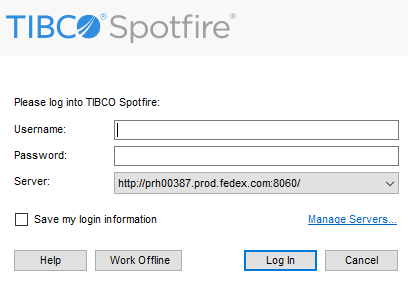 TIBCO® Spotfire®
Please log into TIBCO Spotfire:
Username:
Password:
Server: http://prh00387.prod.fedex.com:8060/
Save my login information Manage Servers...
Help Work Offline Log In Cancel